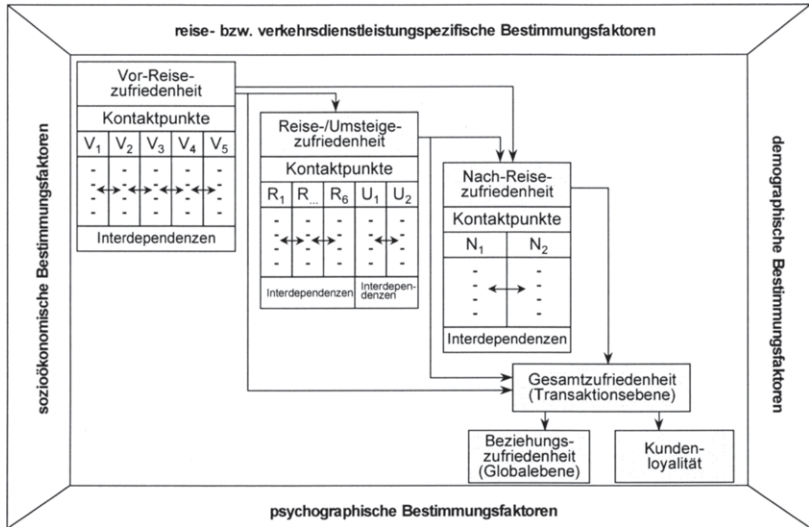 reise- bzw. verkehrsdienstleistungspezifische Bestimmungsfaktoren
sozioökonomische Bestimmungsfaktoren
Vor-Reise-
zufriedenheit
Kontaktpunkte
V1 V2 V3 V4 V5
Interdependenzen
Reise-/Umsteige-
zufriedenheit
Kontaktpunkte
R1 R... R6 U1 U2
Interdependenzen
Interdepen-
denzen
Nach-Reise-
zufriedenheit
Kontaktpunkte
N1 N2
Interdependenzen
Gesamtzufriedenheit
(Transaktionsebene)
Beziehungs-
zufriedenheit
(Globalebene)
Kunden-
loyalität
demographische Bestimmungsfaktoren
psychographische Bestimmungsfaktoren